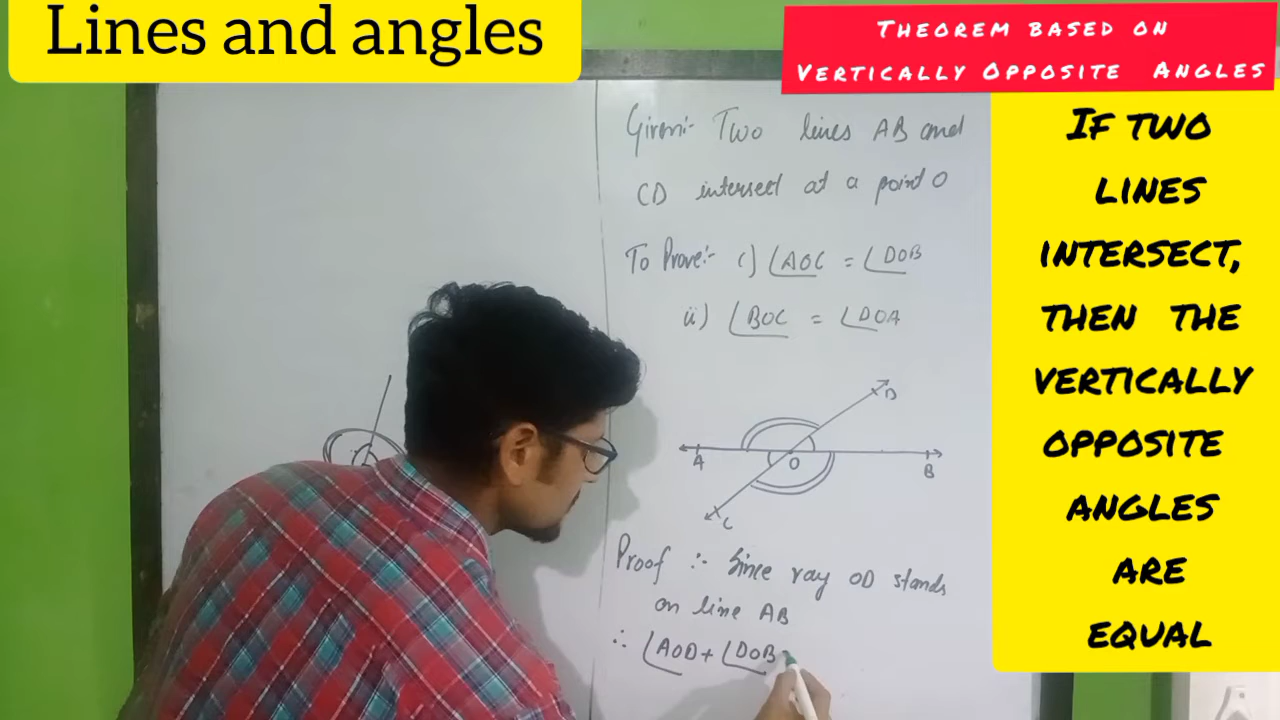 Lines and angles
THEOREM BASED ON
VERTICALLY OPPOSITE ANGLES
IF TWO
LINES
INTERSECT,
THEN THE
VERTICALLY
OPPOSITE
ANGLES
ARE
EQUAL
Given:- Two lines AB and
CD intersect at a point O
To Prove:- i) ∠AOC = ∠DOB
ii) ∠BOC = ∠DOA
D
A O B
C
Proof :- Since ray OD stands
on line AB
∴ ∠AOD + ∠DOB